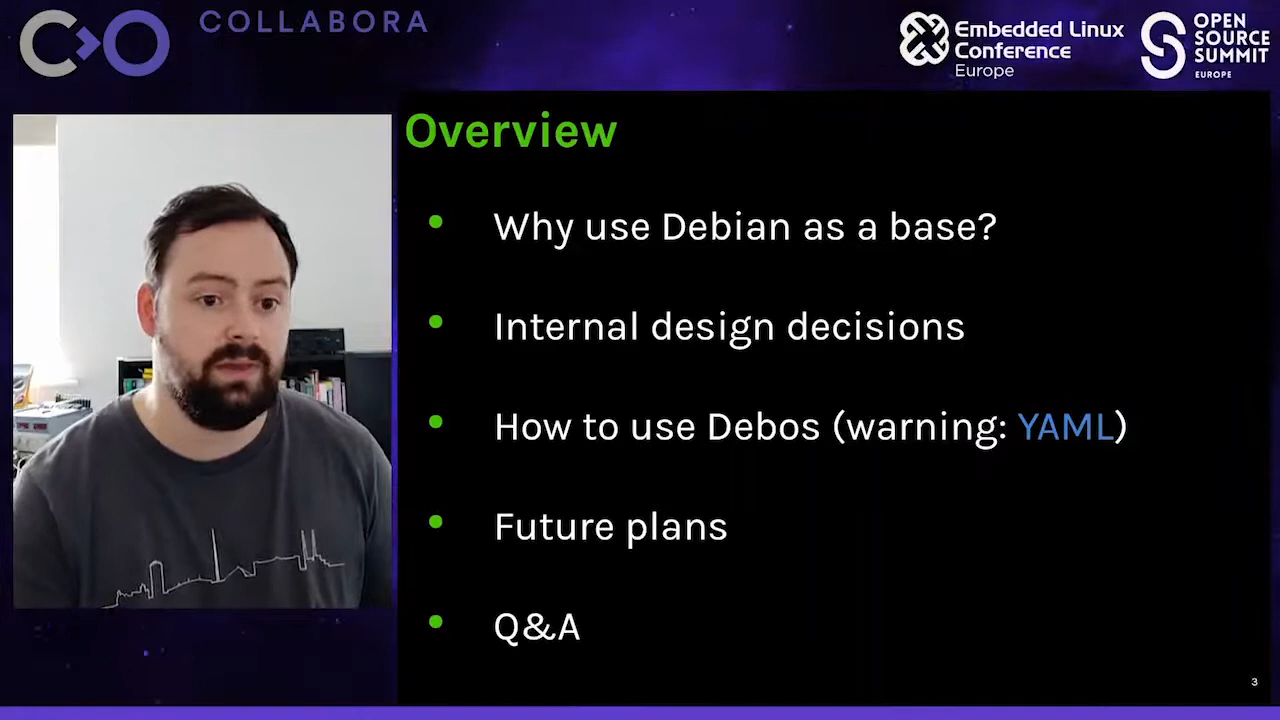 COLLABORA
Embedded Linux
Conference
Europe
OPEN
SOURCE
SUMMIT
EUROPE
Overview
Why use Debian as a base?
Internal design decisions
How to use Debos (warning: YAML)
Future plans
Q&A
3